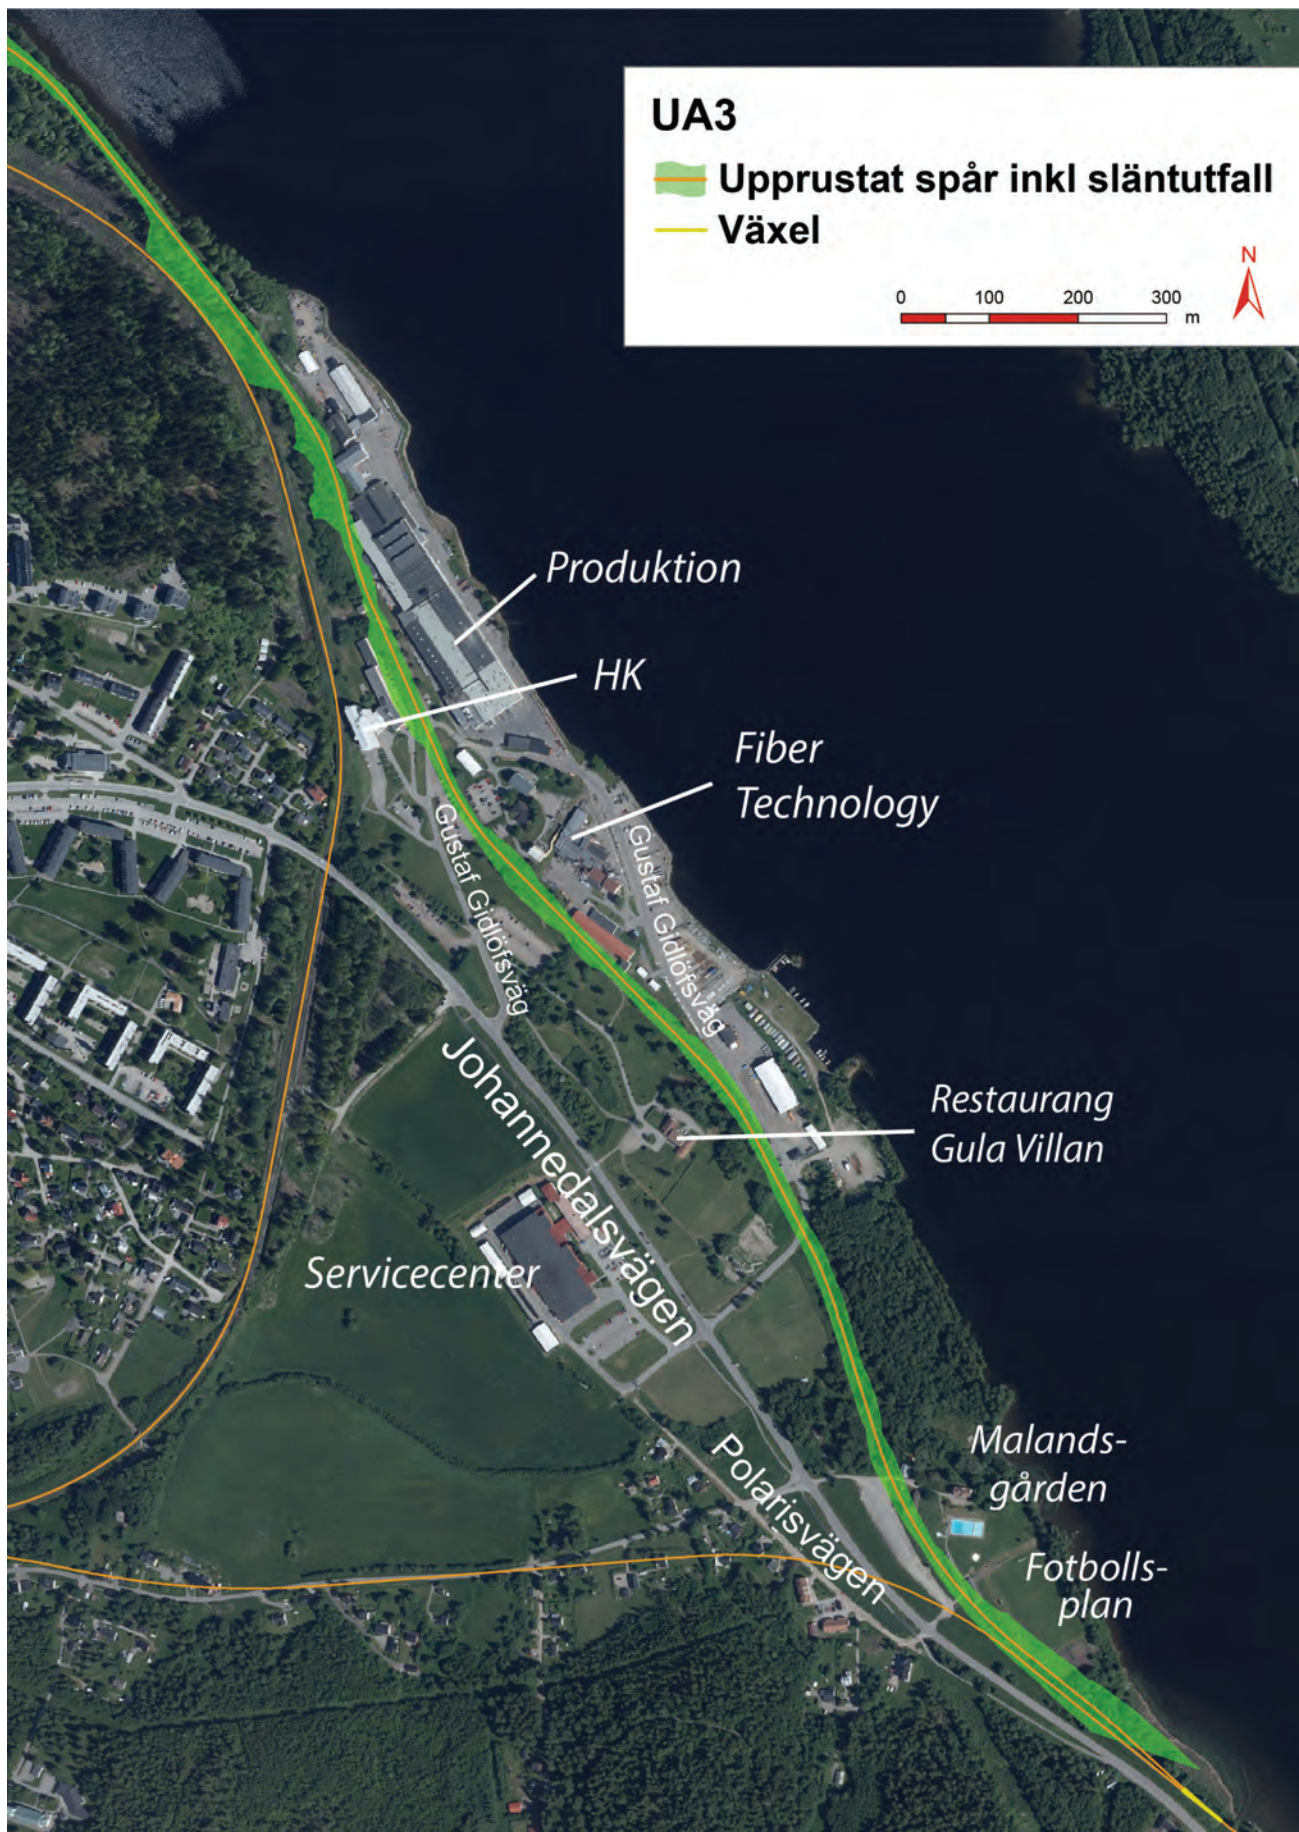 UA3
Upprustat spår inkl släntutfall
Växel
N
0 100 200 300
m
Produktion
HK
Fiber
Technology
Gustaf Gidlöfsväg
Gustaf Gidlöfsväg
Johannedalsvägen
Restaurang
Gula Villan
Servicecenter
Malands-
gården
Polarisvägen
Fotbolls-
plan